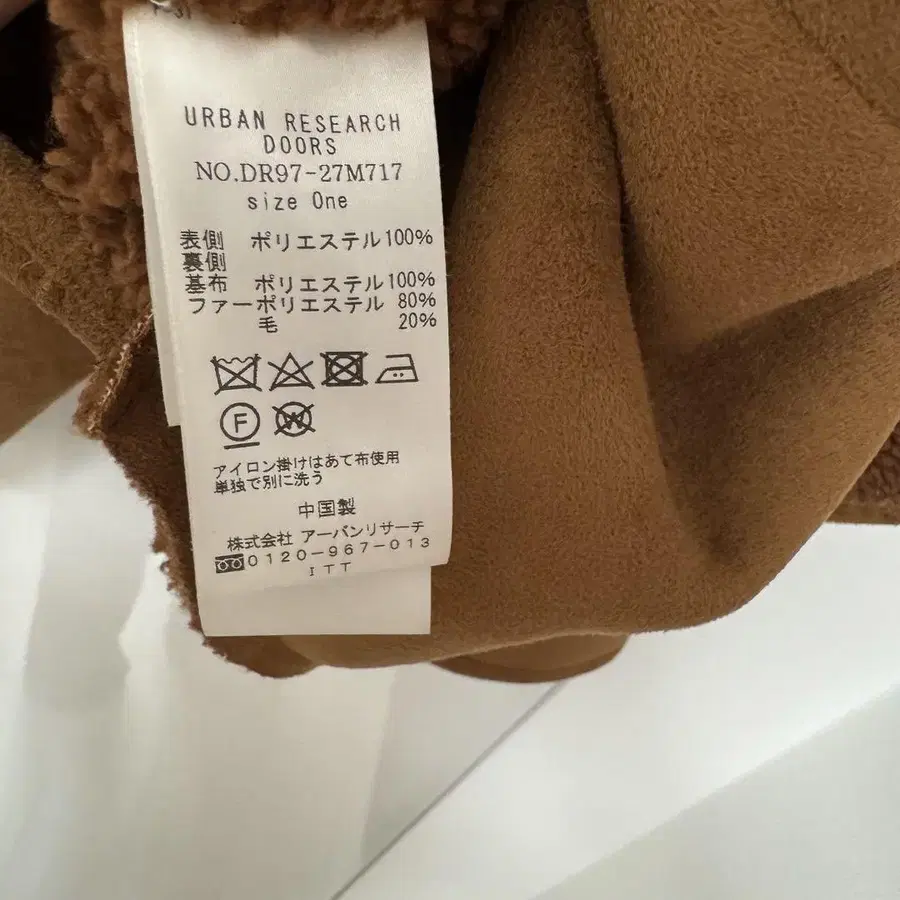 URBAN RESEARCH
DOORS
NO.DR97-27M717
size One
表側 ポリエステル100%
裏側
基布 ポリエステル100%
ファーポリエステル 80%
毛 20%
F
W
アイロン掛けはあて布使用
単独で別に洗う
中国製
株式会社 アーバンリサーチ
0120-967-013
ITT